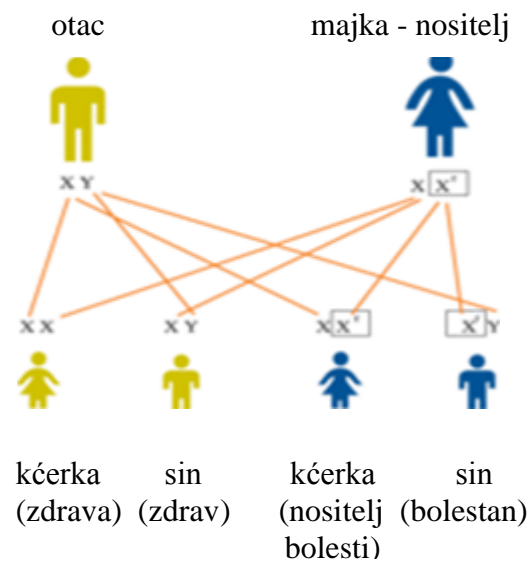 otac majka - nositelj
X Y X X'
X X X Y X X' X' Y
kćerka sin kćerka sin
(zdrava) (zdrav) (nositelj (bolestan)
bolesti)